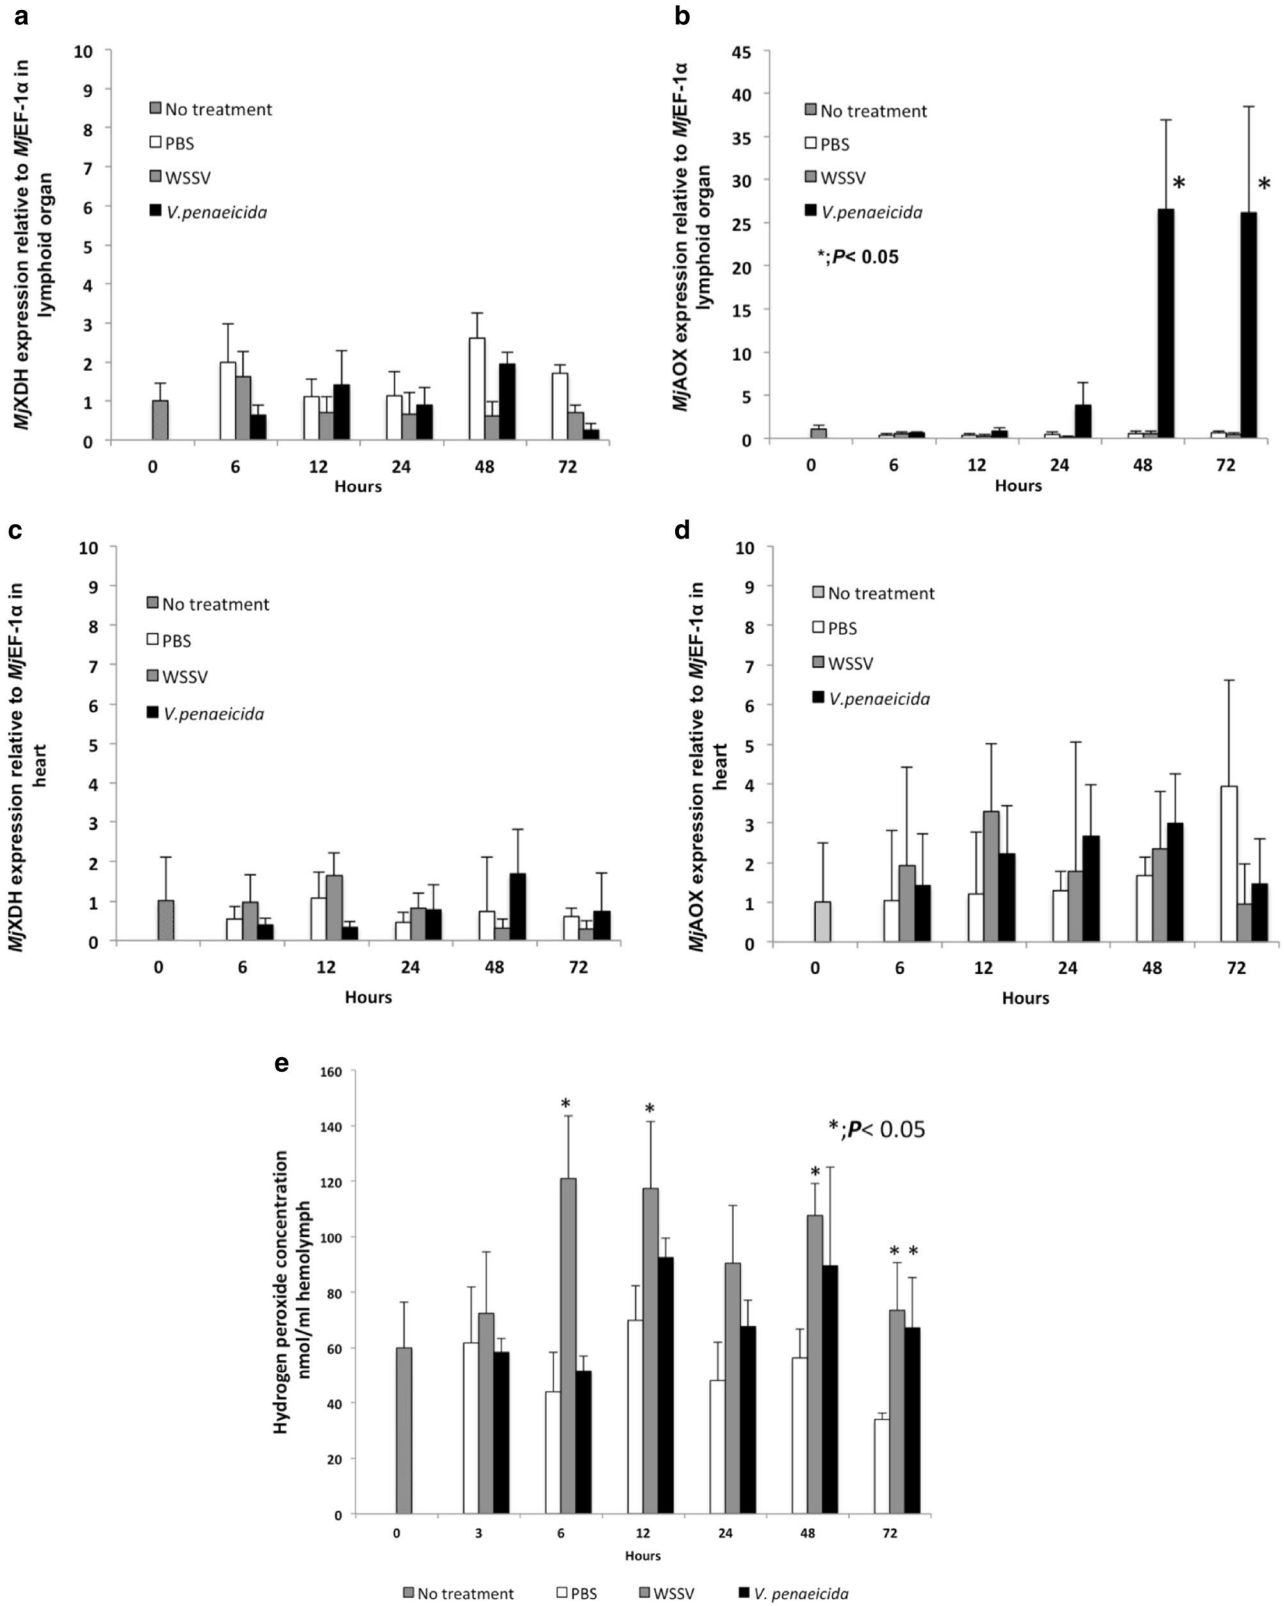 a
MjXDH expression relative to MjEF-1α in
lymphoid organ
10
9
8
7
6
5
4
3
2
1
0
No treatment
PBS
WSSV
V.penaeicida
0 6 12 24 48 72
Hours
b
MjAOX expression relative to MjEF-1α
lymphoid organ
45
40
35
30
25
20
15
10
5
0
No treatment
PBS
WSSV
V.penaeicida
*;P< 0.05
* *
0 6 12 24 48 72
Hours
c
MjXDH expression relative to MjEF-1α in
heart
10
9
8
7
6
5
4
3
2
1
0
No treatment
PBS
WSSV
V.penaeicida
0 6 12 24 48 72
Hours
d
MjAOX expression relative to MjEF-1α in
heart
10
9
8
7
6
5
4
3
2
1
0
No treatment
PBS
WSSV
V.penaeicida
0 6 12 24 48 72
Hours
e
Hydrogen peroxide concentration
nmol/ml hemolymph
160
140
120
100
80
60
40
20
0
* * * * *
*;P< 0.05
0 3 6 12 24 48 72
Hours
No treatment PBS WSSV V. penaeicida